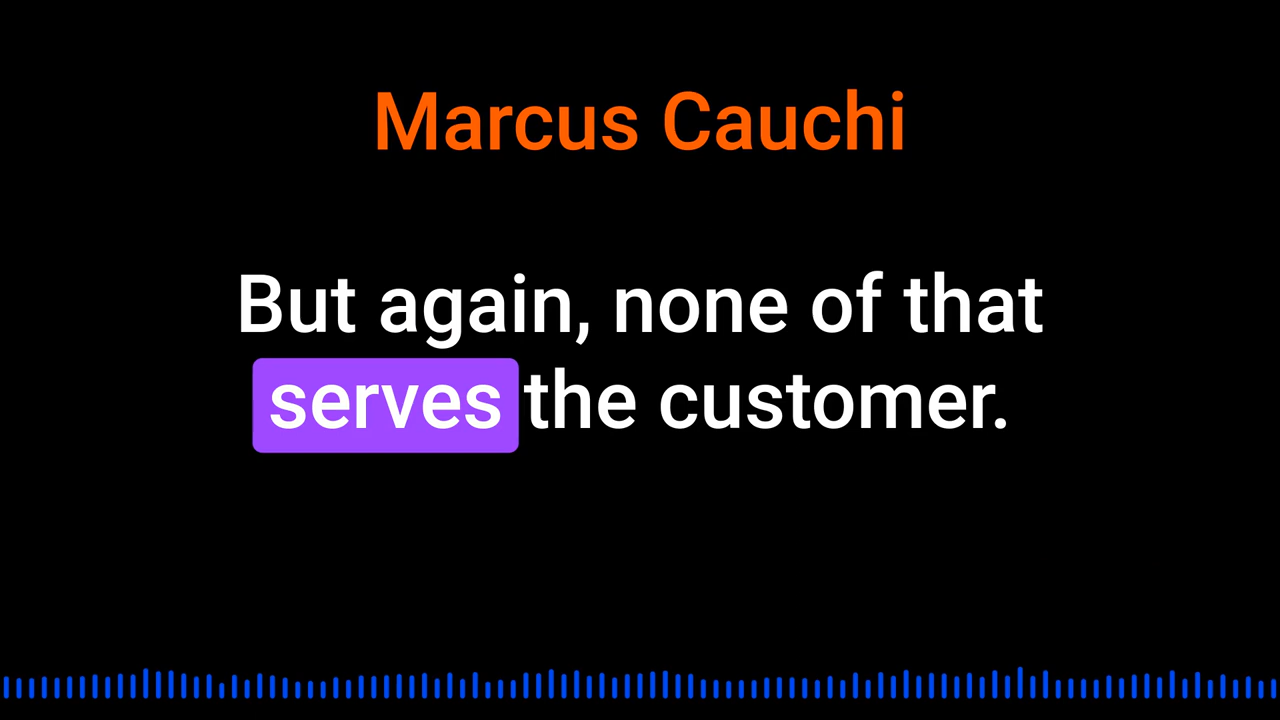 Marcus Cauchi
But again, none of that
serves the customer.